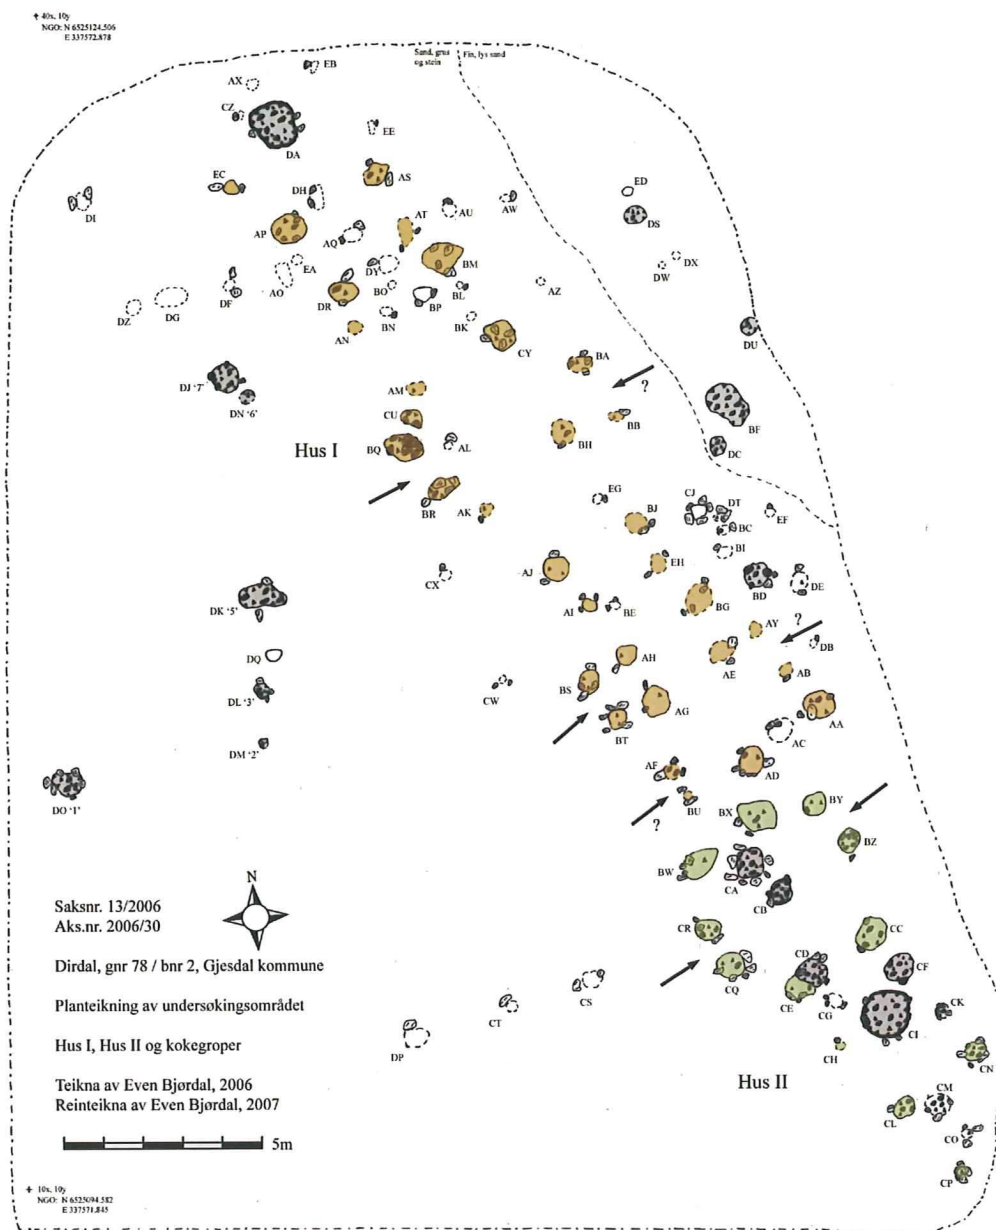 40x, 10y
NGO: N 6525124.506
E 337572.878
Sand, grus
og stein
Fin, lys sand
EB
AX
CZ
DA
EE
EC
AS
DI
DH
AU
AW
ED
DS
AP
AQ
AT
EA
DY
BM
DX
DW
DF
AO
DR
BO
BP
BL
AZ
DZ
DG
BN
BK
AN
CY
DU
BA
DJ '7'
DN '6'
AM
?
BB
CU
BF
Hus I
BQ
AL
BH
DC
BR
AK
EG
BJ
CJ
DT
BC
EF
BI
CX
AJ
EH
BD
DE
DK '5'
AI
BE
BG
AY
?
DQ
AH
AE
DB
DL '3'
CW
BS
AB
AG
AA
BT
AC
DM '2'
AF
AD
DO '1'
BU
?
BX
BY
BZ
BW
CA
CB
N
Saksnr. 13/2006
Aks.nr. 2006/30
CR
CC
Dirdal, gnr 78 / bnr 2, Gjesdal kommune
CQ
CD
CF
CE
Planteikning av undersøkingsområdet
CS
CT
CG
CI
CK
Hus I, Hus II og kokegroper
DP
CH
CN
Teikna av Even Bjørdal, 2006
Reinteikna av Even Bjørdal, 2007
Hus II
CM
CL
5m
CO
CP
10x, 10y
NGO: N 6525094.582
E 337571.845